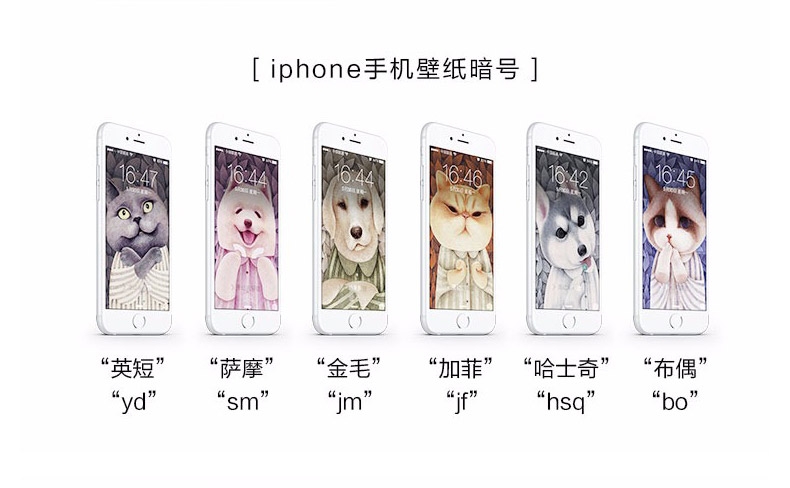 [ iphone手机壁纸暗号 ]
16:47
16:44
16:44
16:46
16:42
16:45
“英短”
“萨摩”
“金毛”
“加菲”
“哈士奇”
“布偶”
“yd”
“sm”
“jm”
“jf”
“hsq”
“bo”